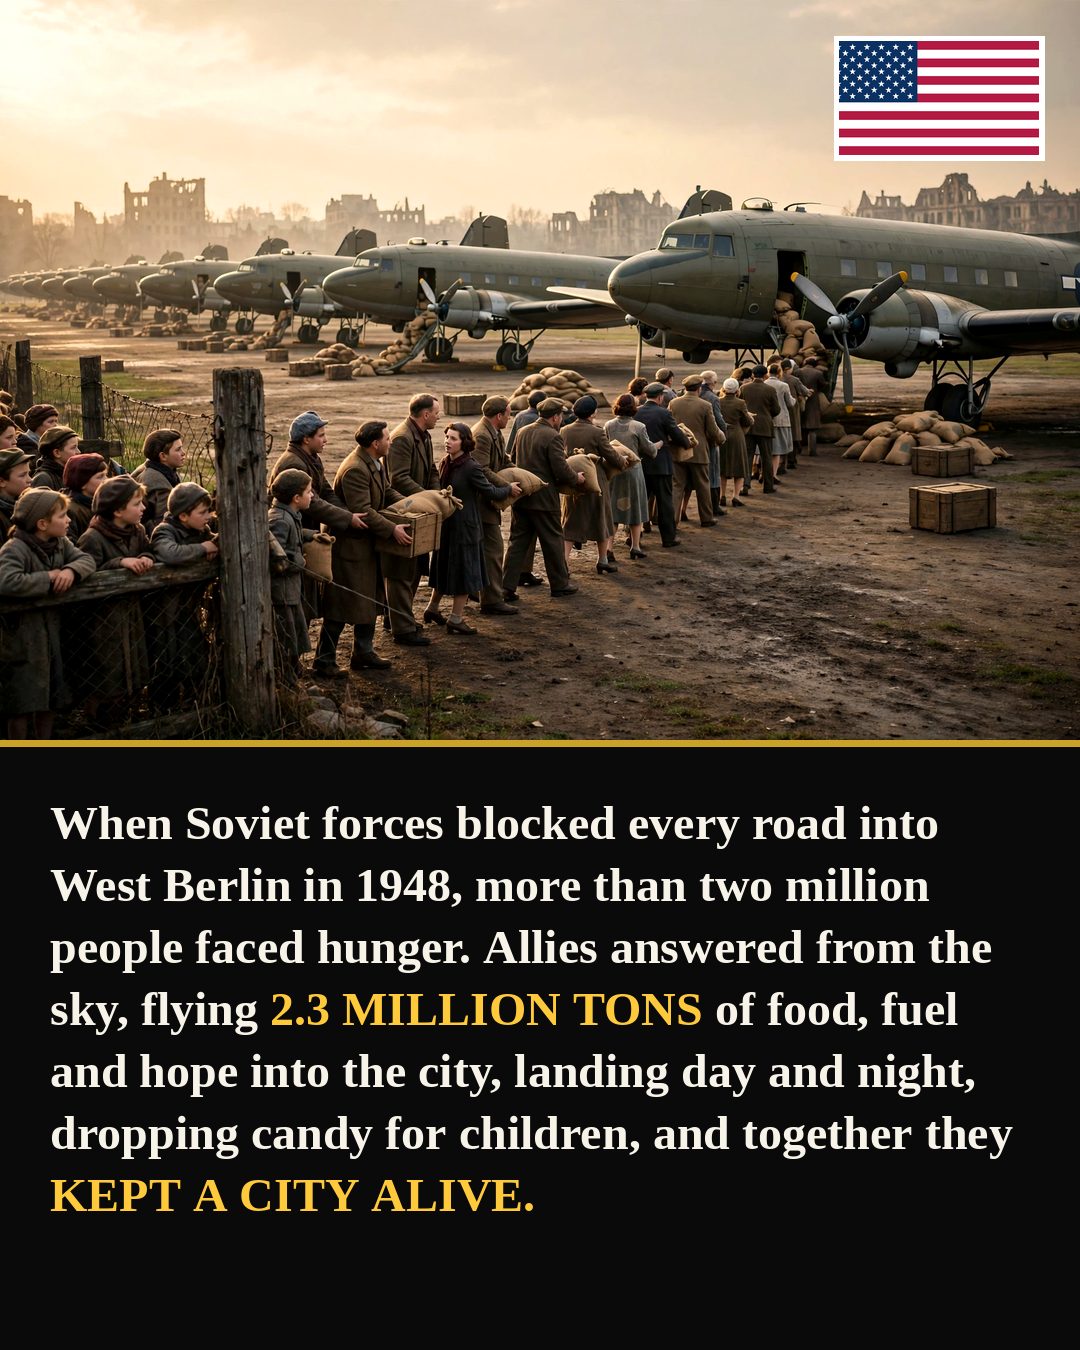 When Soviet forces blocked every road into
West Berlin in 1948, more than two million
people faced hunger. Allies answered from the
sky, flying 2.3 MILLION TONS of food, fuel
and hope into the city, landing day and night,
dropping candy for children, and together they
KEPT A CITY ALIVE.